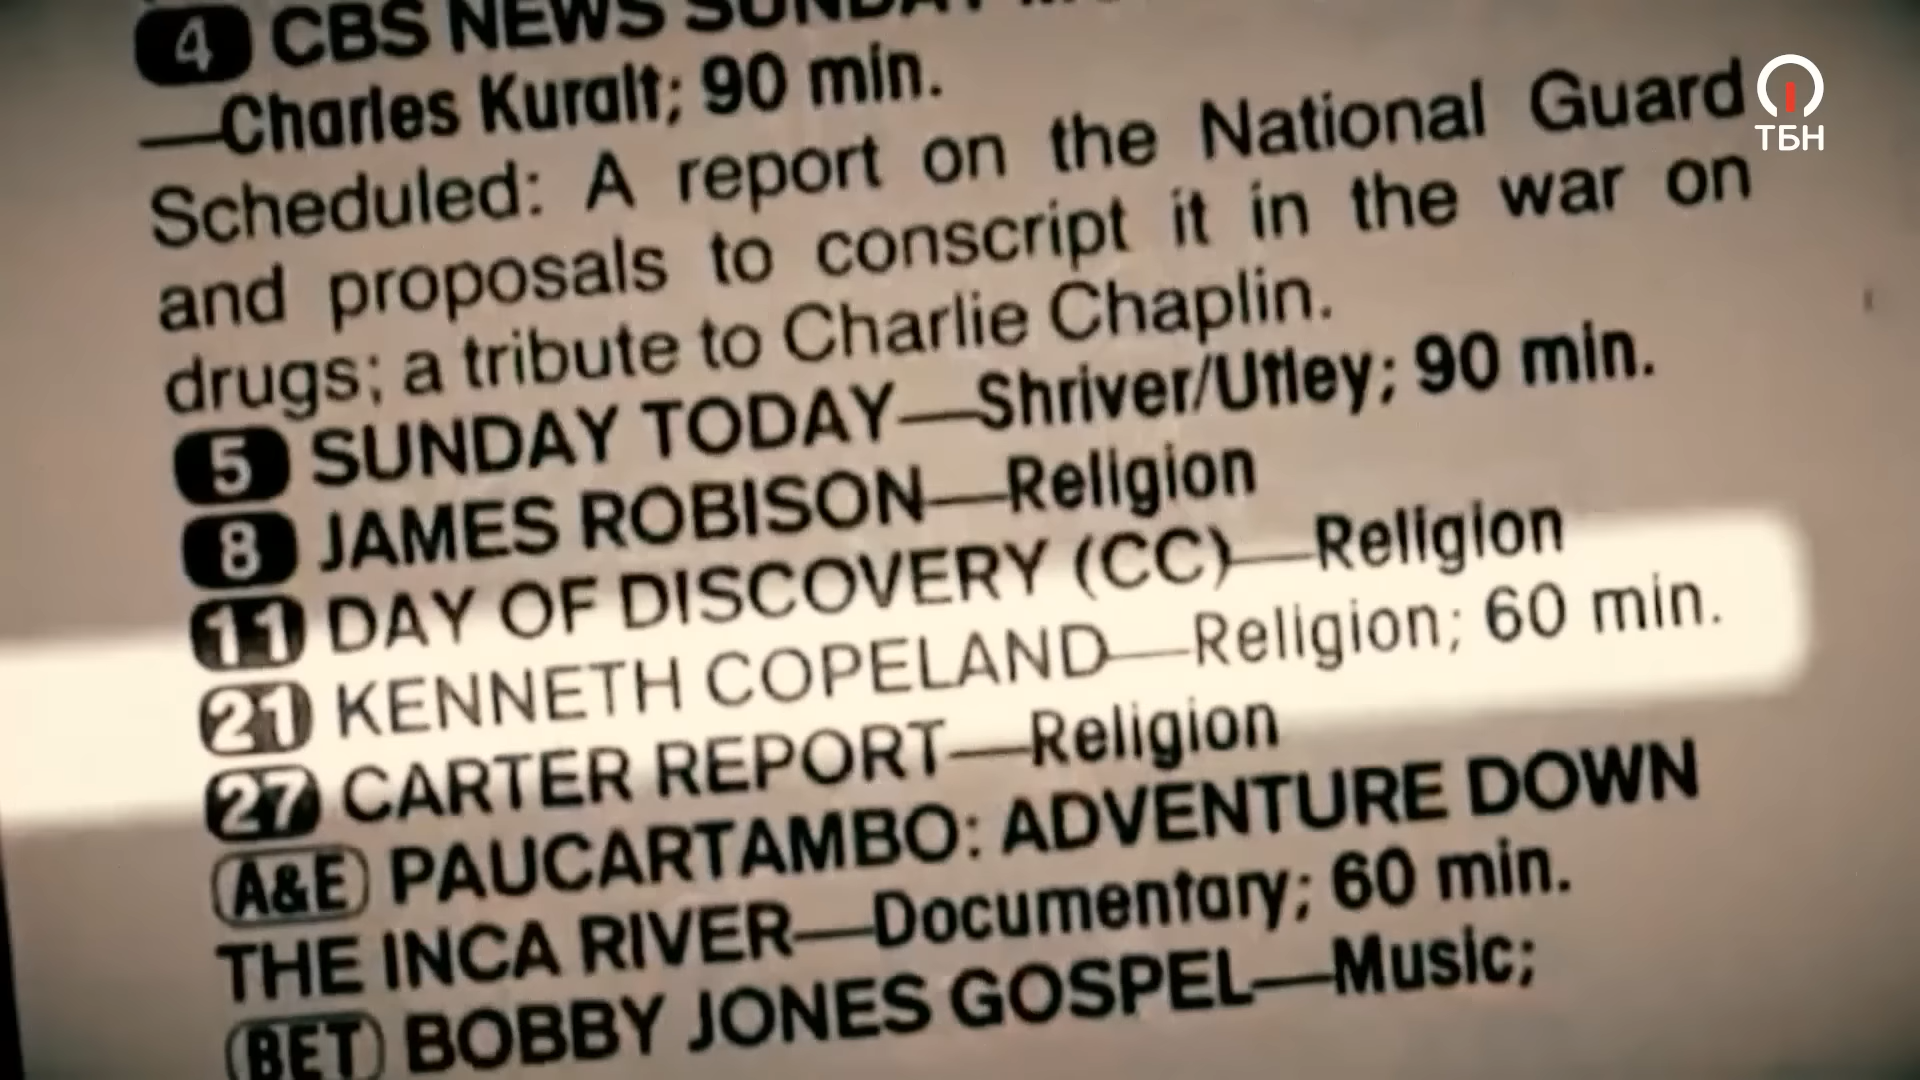 4 CBS NEWS SUNDAY
—Charles Kuralt; 90 min.
Scheduled: A report on the National Guard
and proposals to conscript it in the war on
drugs; a tribute to Charlie Chaplin.
5 SUNDAY TODAY—Shriver/Utley; 90 min.
8 JAMES ROBISON—Religion
11 DAY OF DISCOVERY (CC)—Religion
21 KENNETH COPELAND—Religion; 60 min.
27 CARTER REPORT—Religion
A&E PAUCARTAMBO: ADVENTURE DOWN
THE INCA RIVER—Documentary; 60 min.
BET BOBBY JONES GOSPEL—Music;
ТБН